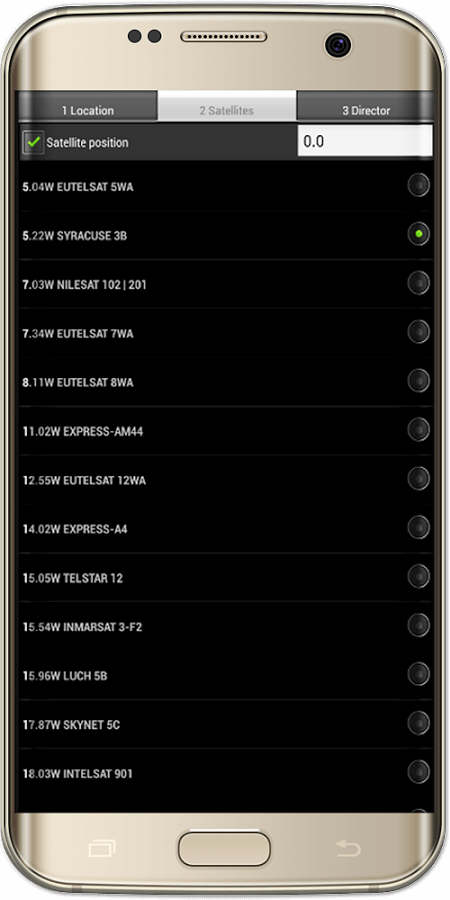 1 Location 2 Satellites 3 Director
Satellite position 0.0
5.04W EUTELSAT 5WA
5.22W SYRACUSE 3B
7.03W NILESAT 102 | 201
7.34W EUTELSAT 7WA
8.11W EUTELSAT 8WA
11.02W EXPRESS-AM44
12.55W EUTELSAT 12WA
14.02W EXPRESS-A4
15.05W TELSTAR 12
15.54W INMARSAT 3-F2
15.96W LUCH 5B
17.87W SKYNET 5C
18.03W INTELSAT 901